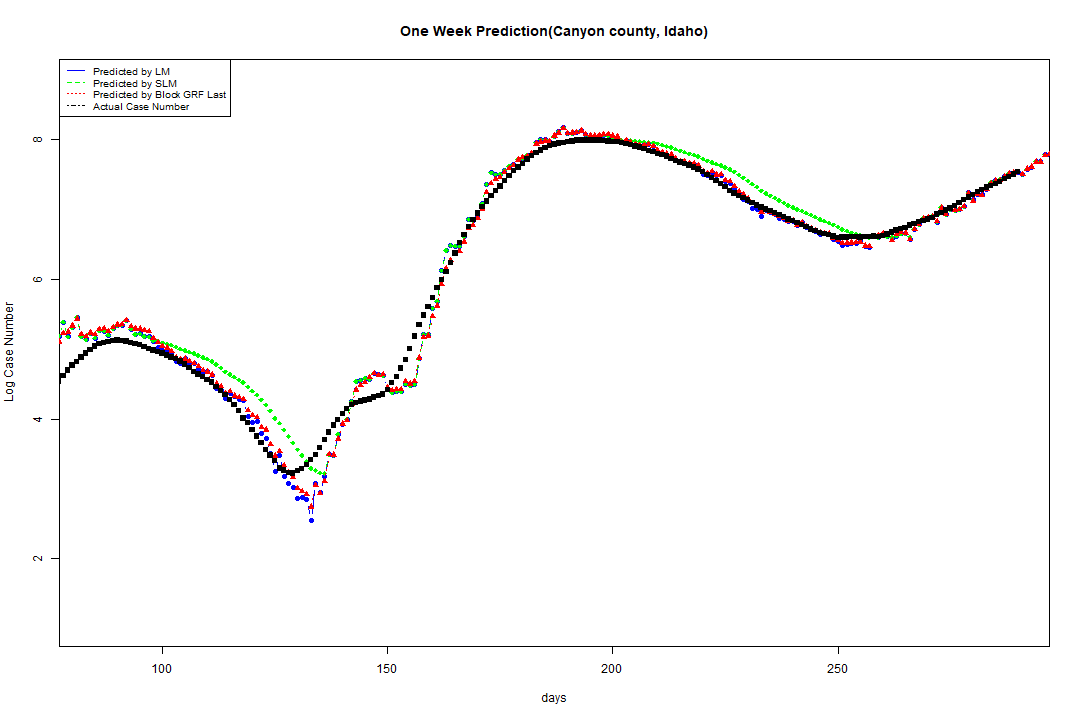 One Week Prediction(Canyon county, Idaho)
Predicted by LM
Predicted by SLM
Predicted by Block GRF Last
Actual Case Number
8
6
4
2
Log Case Number
100 150 200 250
days